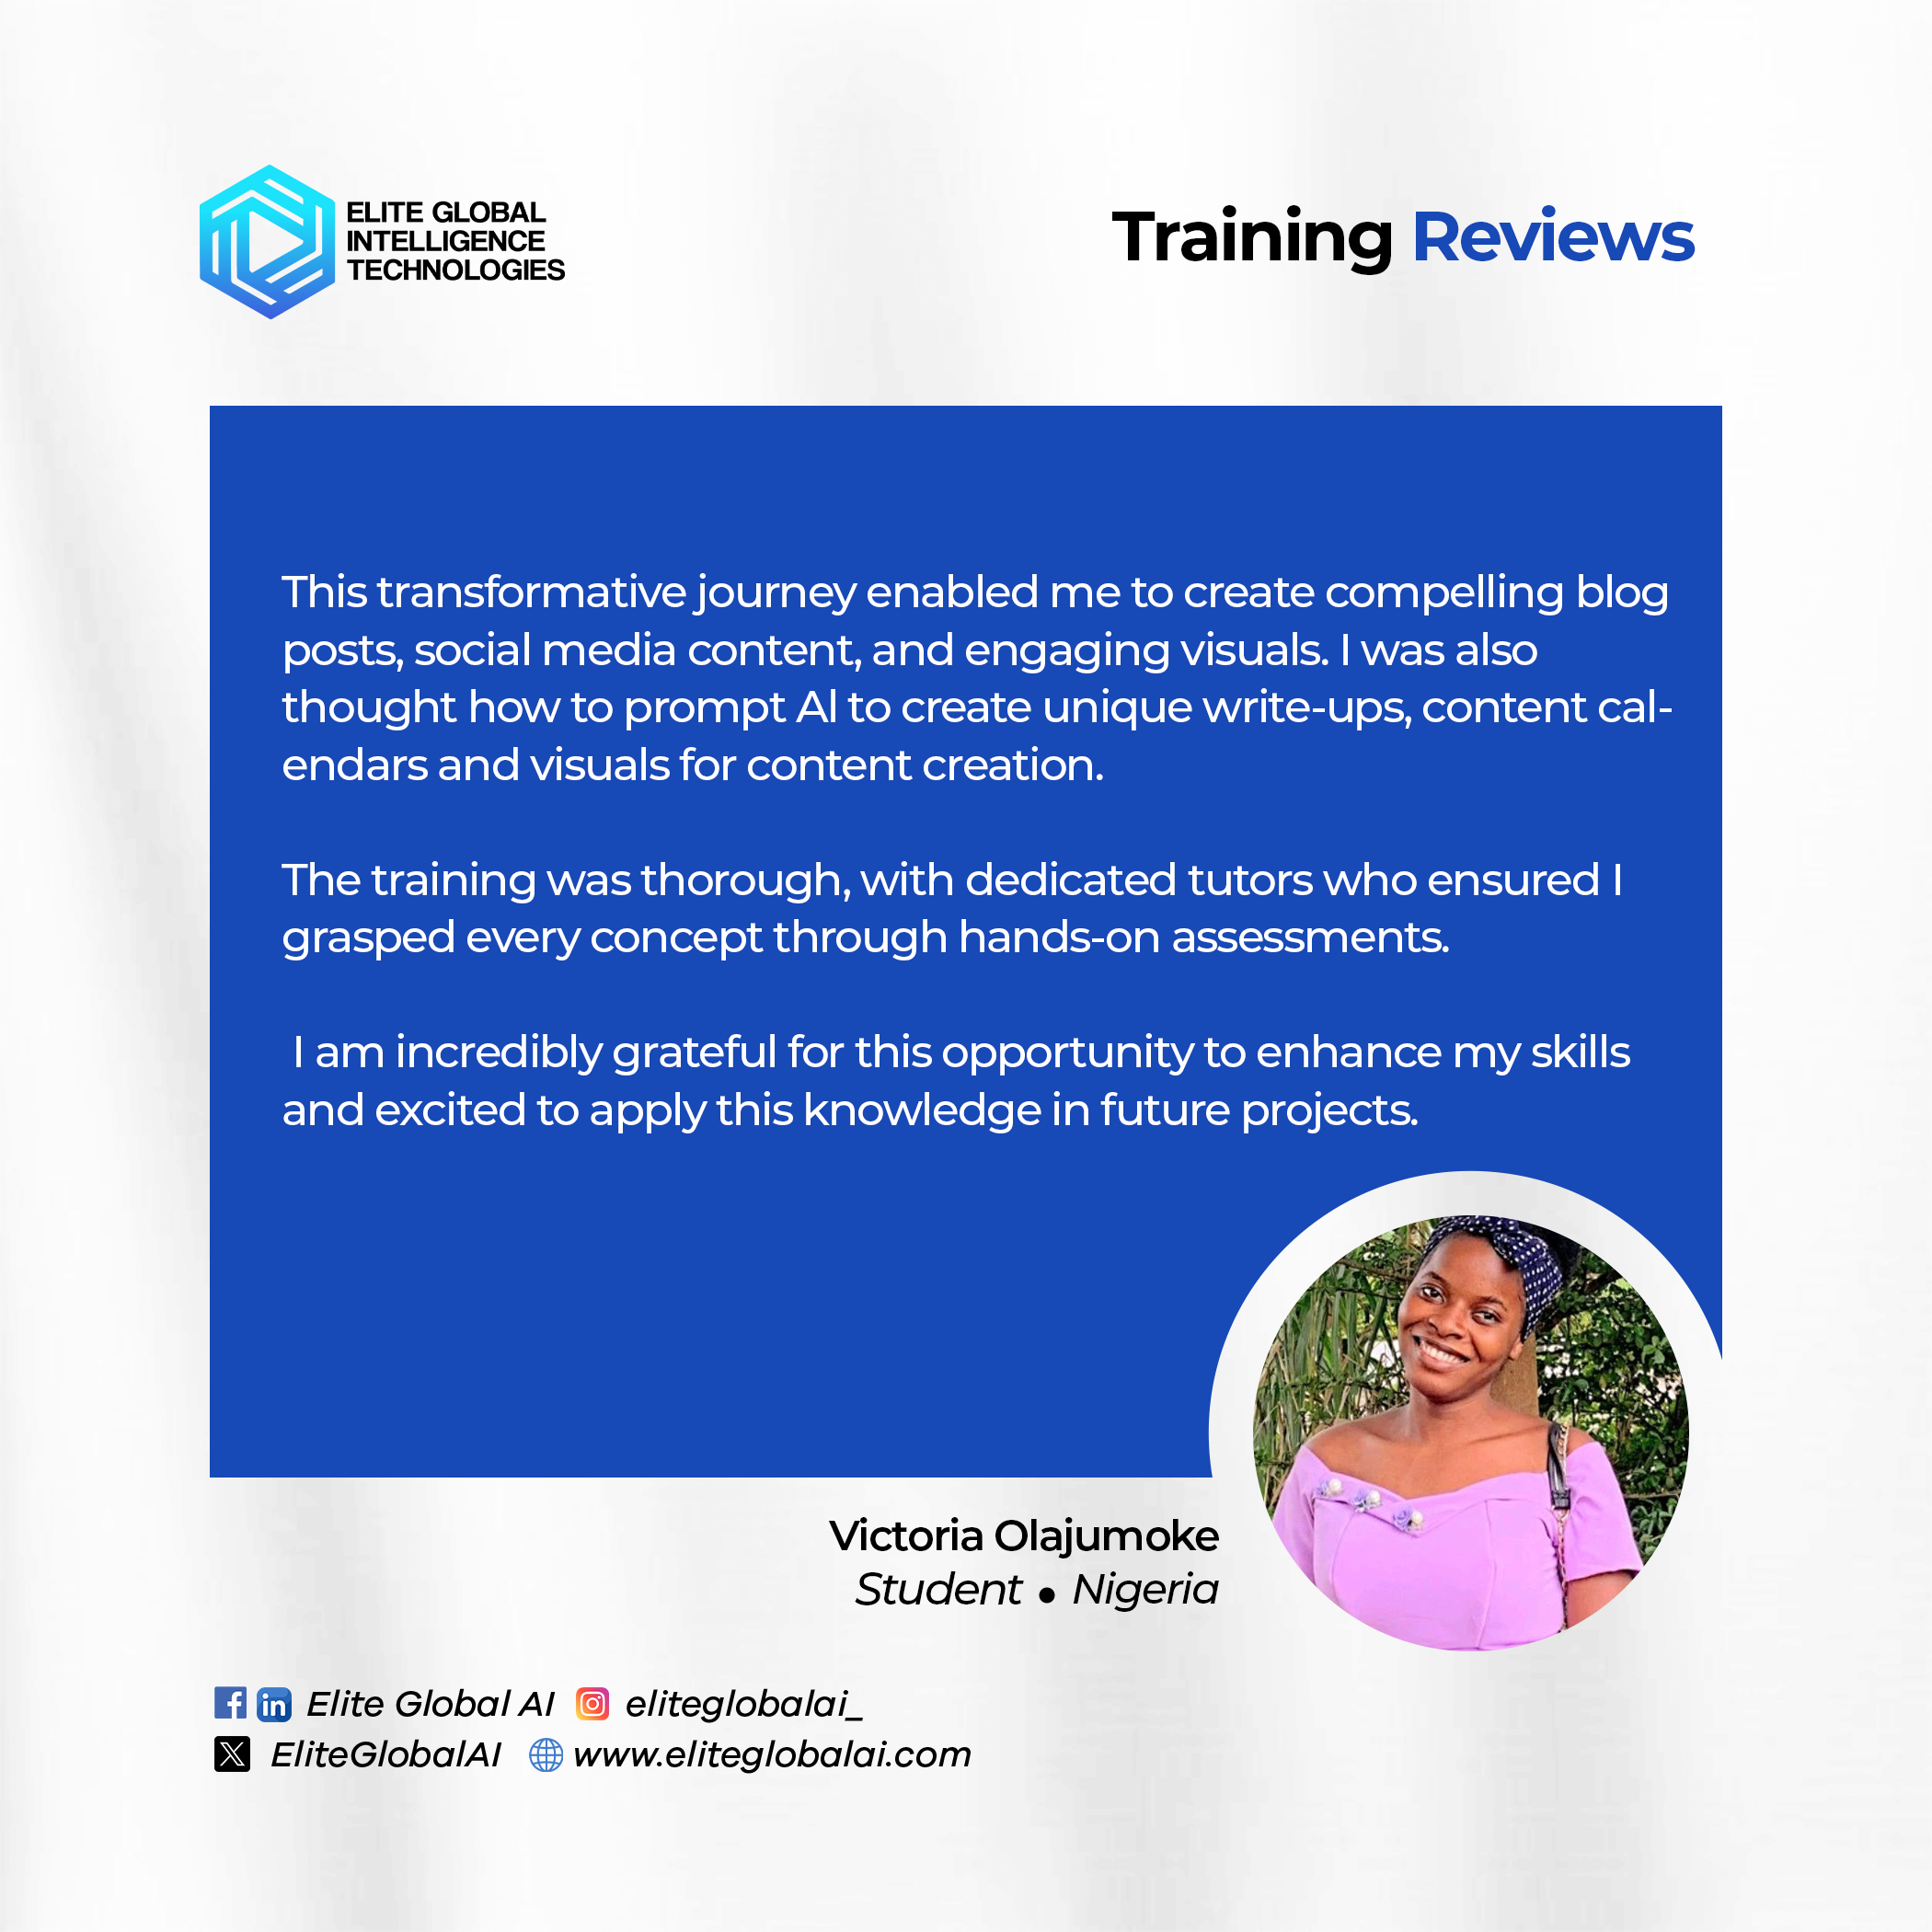 ELITE GLOBAL
INTELLIGENCE
TECHNOLOGIES
Training Reviews
This transformative journey enabled me to create compelling blog
posts, social media content, and engaging visuals. I was also
thought how to prompt AI to create unique write-ups, content cal-
endars and visuals for content creation.
The training was thorough, with dedicated tutors who ensured I
grasped every concept through hands-on assessments.
I am incredibly grateful for this opportunity to enhance my skills
and excited to apply this knowledge in future projects.
Victoria Olajumoke
Student • Nigeria
Elite Global AI eliteglobalai_
EliteGlobalAI www.eliteglobalai.com